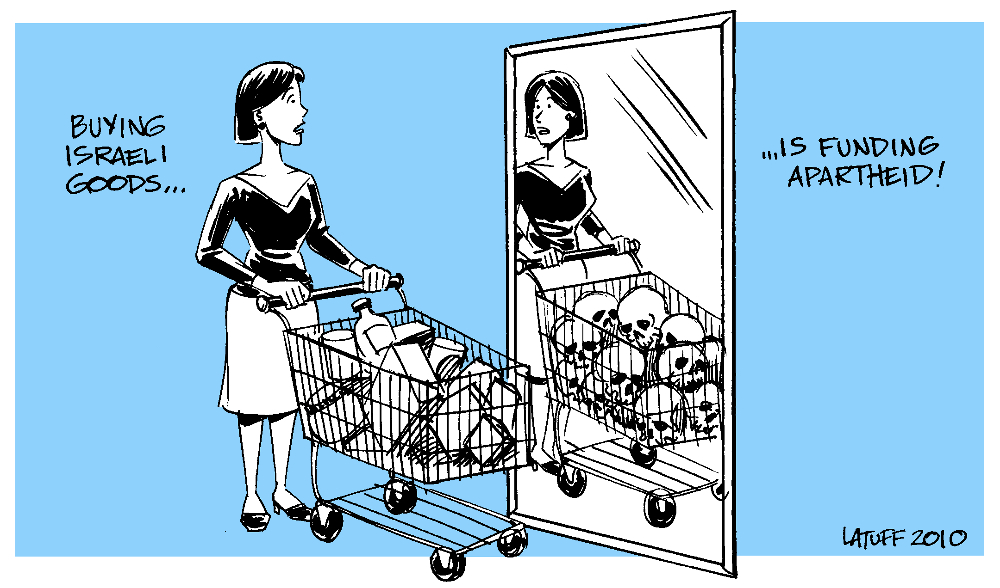 BUYING
ISRAELI
GOODS...
...IS FUNDING
APARTHEID!
LATUFF 2010